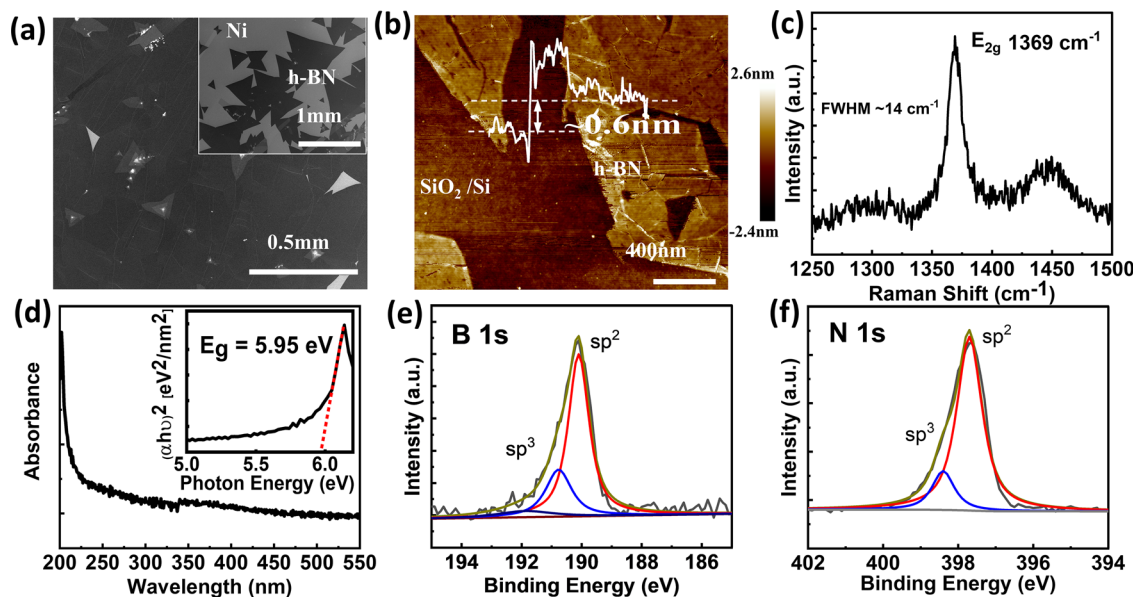 (a)
Ni
h-BN
1mm
0.5mm
(b)
0.6nm
h-BN
SiO2 /Si
400nm
2.6nm
-2.4nm
(c)
E2g 1369 cm-1
FWHM ~14 cm-1
Intensity (a.u.)
1250 1300 1350 1400 1450 1500
Raman Shift (cm-1)
(d)
Eg = 5.95 eV
(αhυ)2 [eV2/nm2]
5.0 5.5 6.0
Photon Energy (eV)
Absorbance
200 250 300 350 400 450 500 550
Wavelength (nm)
(e)
B 1s
sp2
sp3
Intensity (a.u.)
194 192 190 188 186
Binding Energy (eV)
(f)
N 1s
sp2
sp3
Intensity (a.u.)
402 400 398 396 394
Binding Energy (eV)